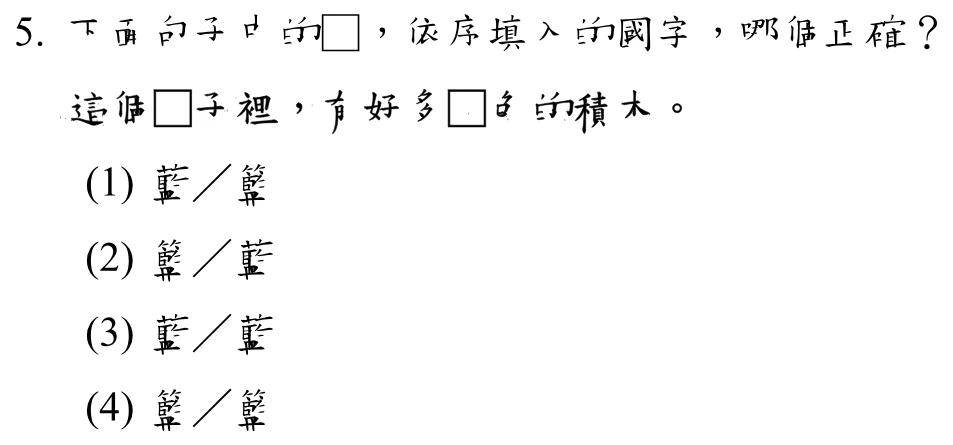 5. 下面句子中的□，依序填入的國字，哪個正確？
這個□子裡，有好多□色的積木。
(1) 藍／籃
(2) 籃／藍
(3) 藍／藍
(4) 籃／籃